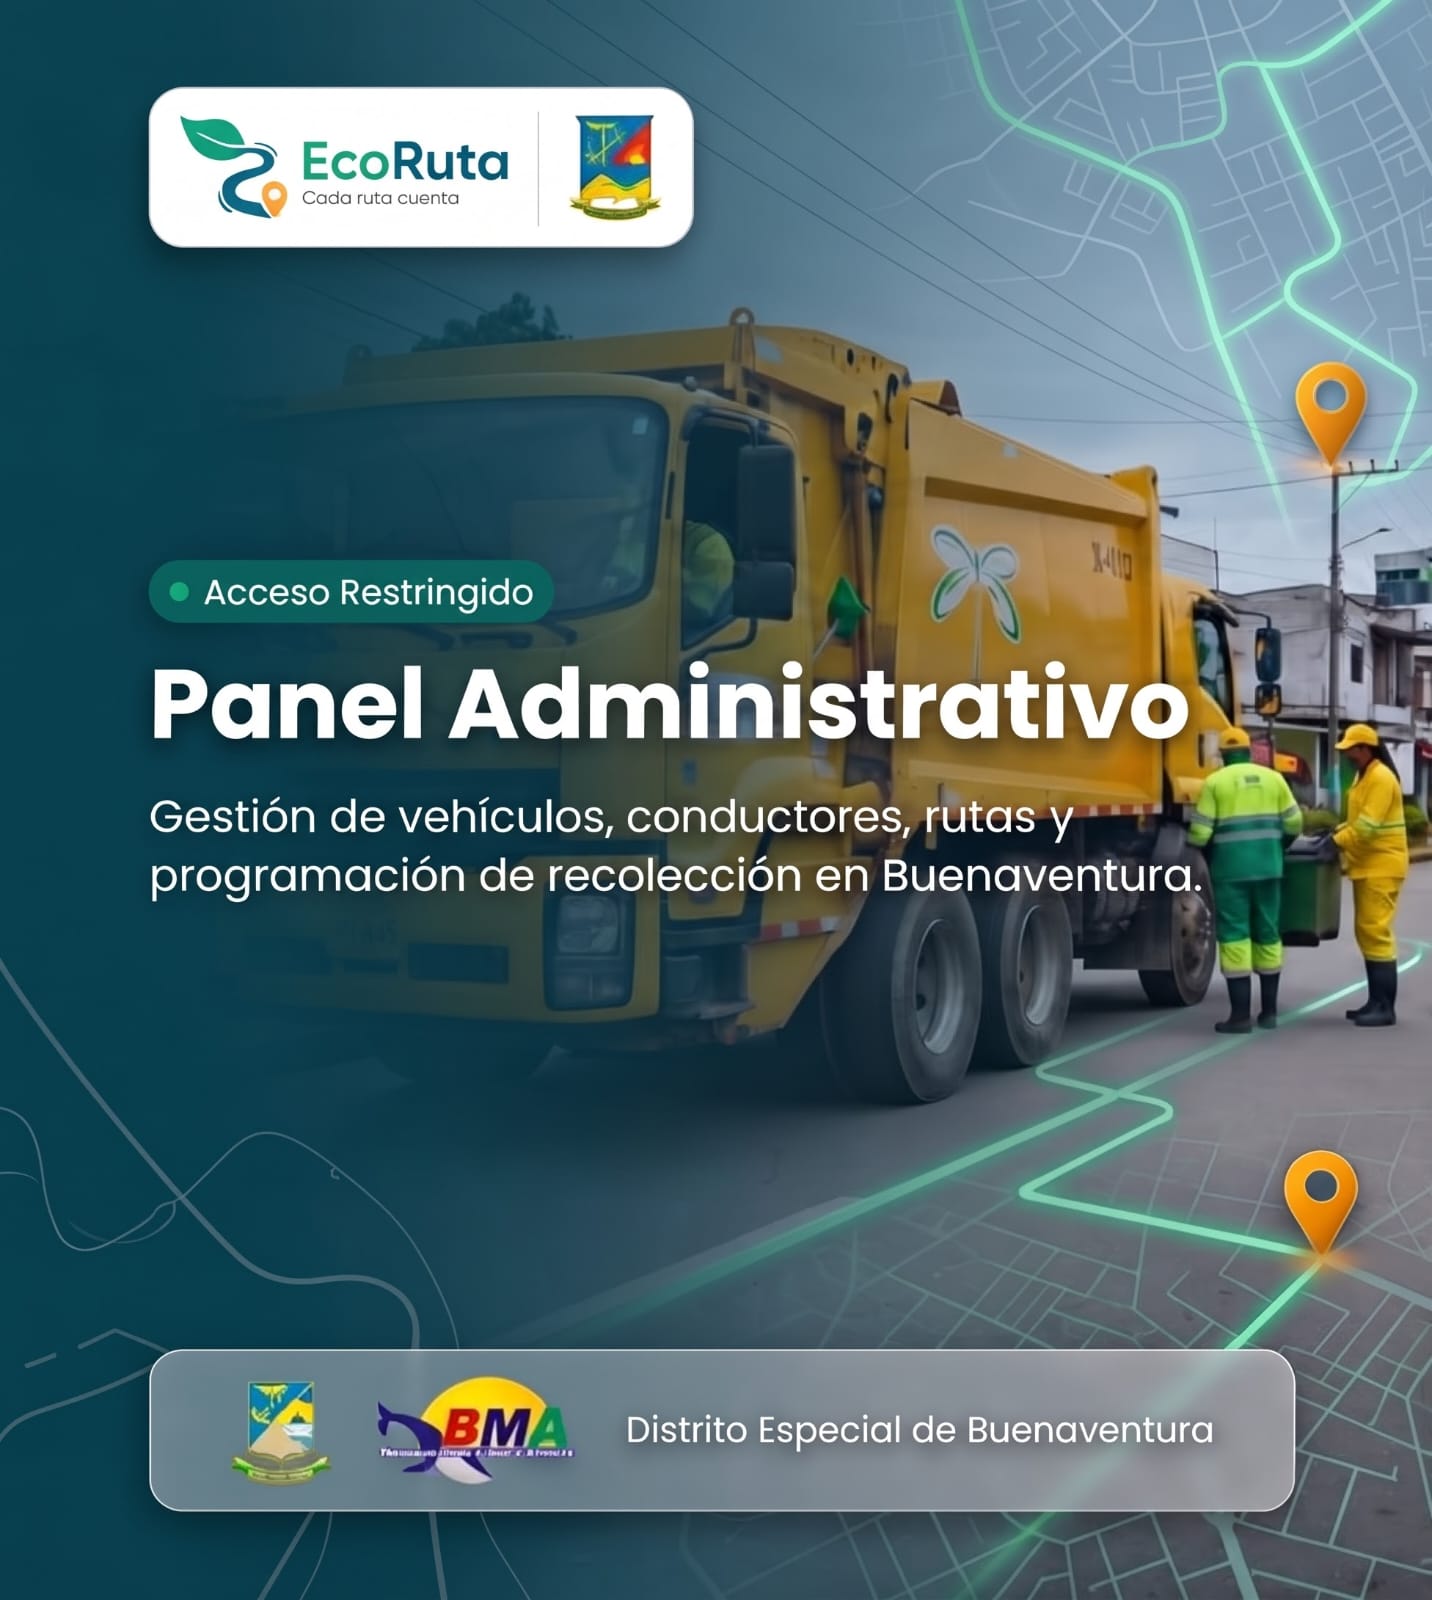 EcoRuta
Cada ruta cuenta
Acceso Restringido
Panel Administrativo
Gestión de vehículos, conductores, rutas y
programación de recolección en Buenaventura.
BMA
Distrito Especial de Buenaventura